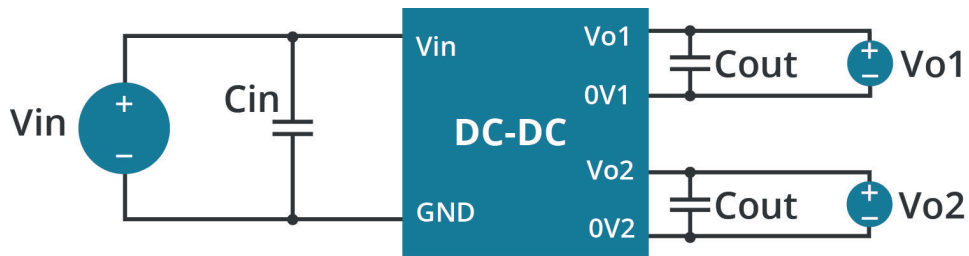 Vin
+
−
Cin
Vin
GND
DC-DC
Vo1
0V1
Vo2
0V2
Cout
+
−
Vo1
Cout
+
−
Vo2